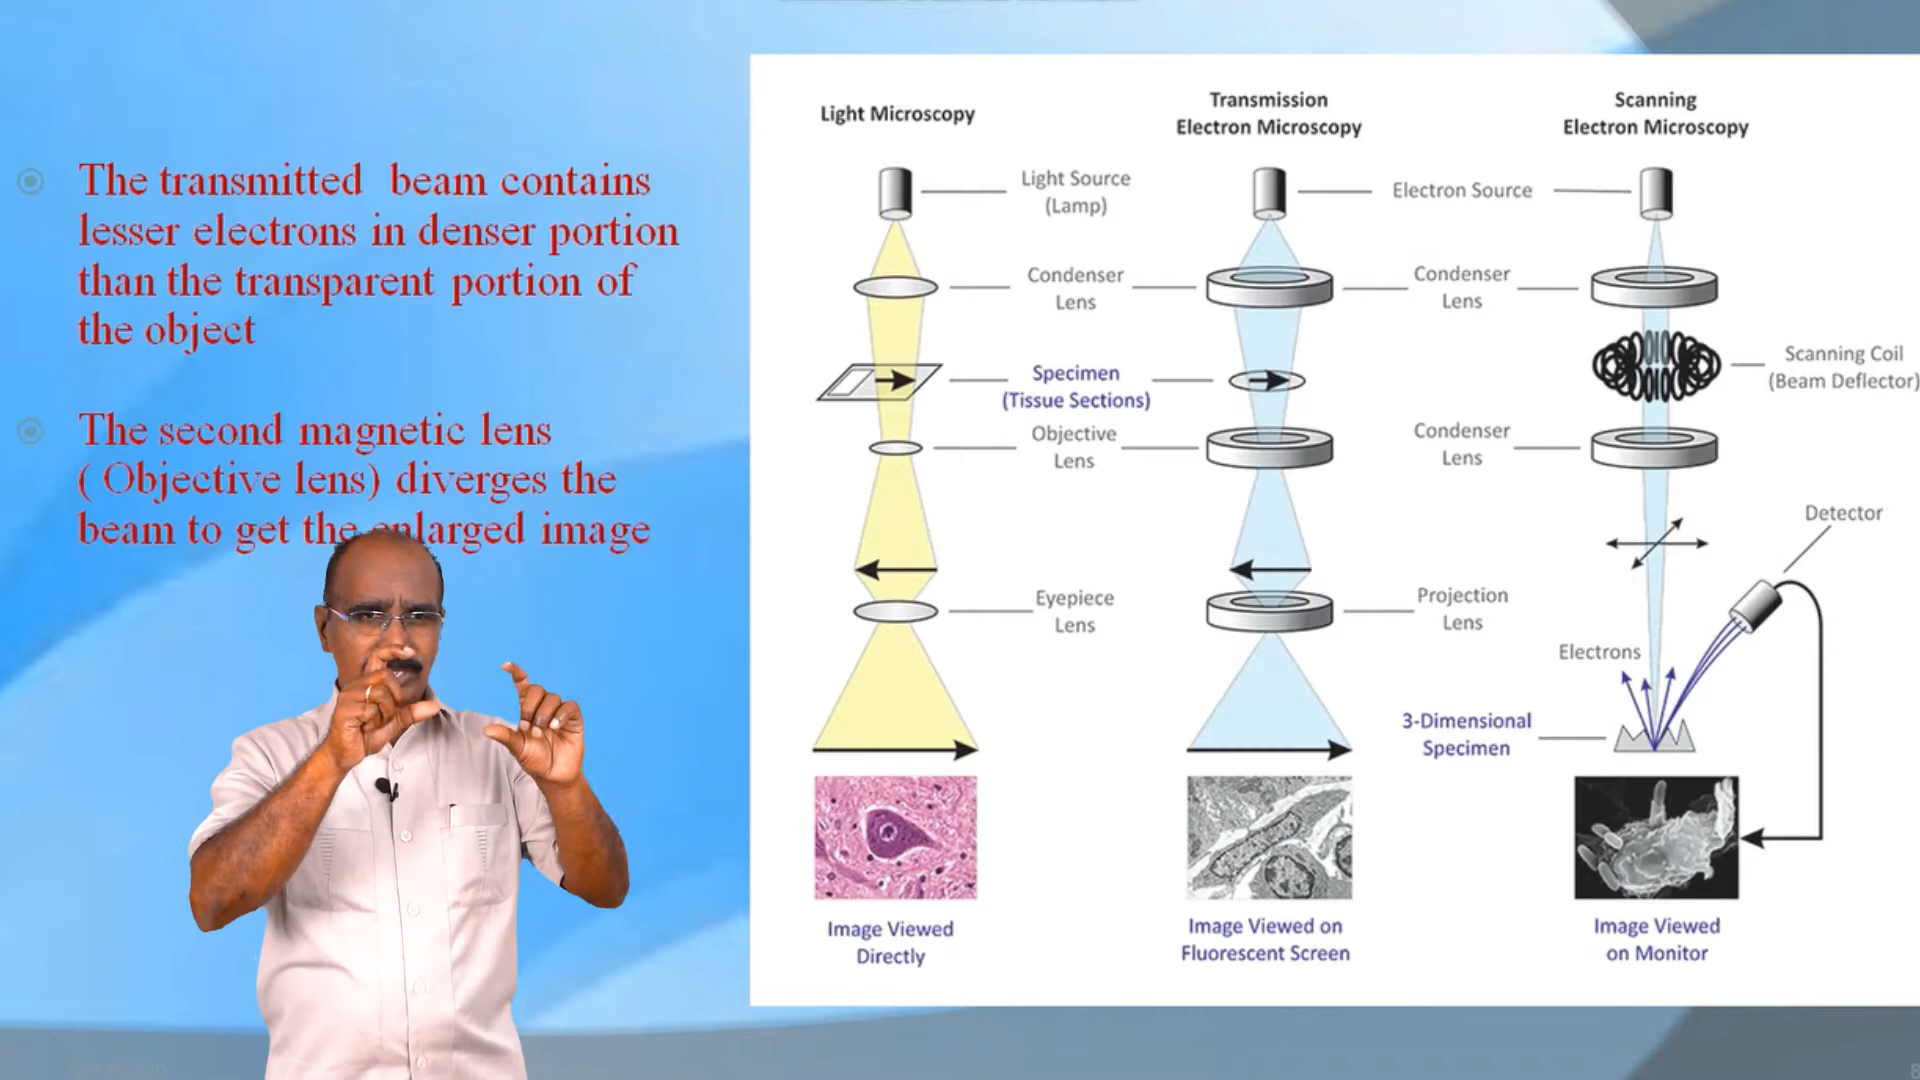 The transmitted beam contains
lesser electrons in denser portion
than the transparent portion of
the object
The second magnetic lens
( Objective lens) diverges the
beam to get the enlarged image
Light Microscopy
Transmission
Electron Microscopy
Scanning
Electron Microscopy
Light Source
(Lamp)
Electron Source
Condenser
Lens
Condenser
Lens
Specimen
(Tissue Sections)
Scanning Coil
(Beam Deflector)
Objective
Lens
Condenser
Lens
Detector
Eyepiece
Lens
Projection
Lens
Electrons
3-Dimensional
Specimen
Image Viewed
Directly
Image Viewed on
Fluorescent Screen
Image Viewed
on Monitor